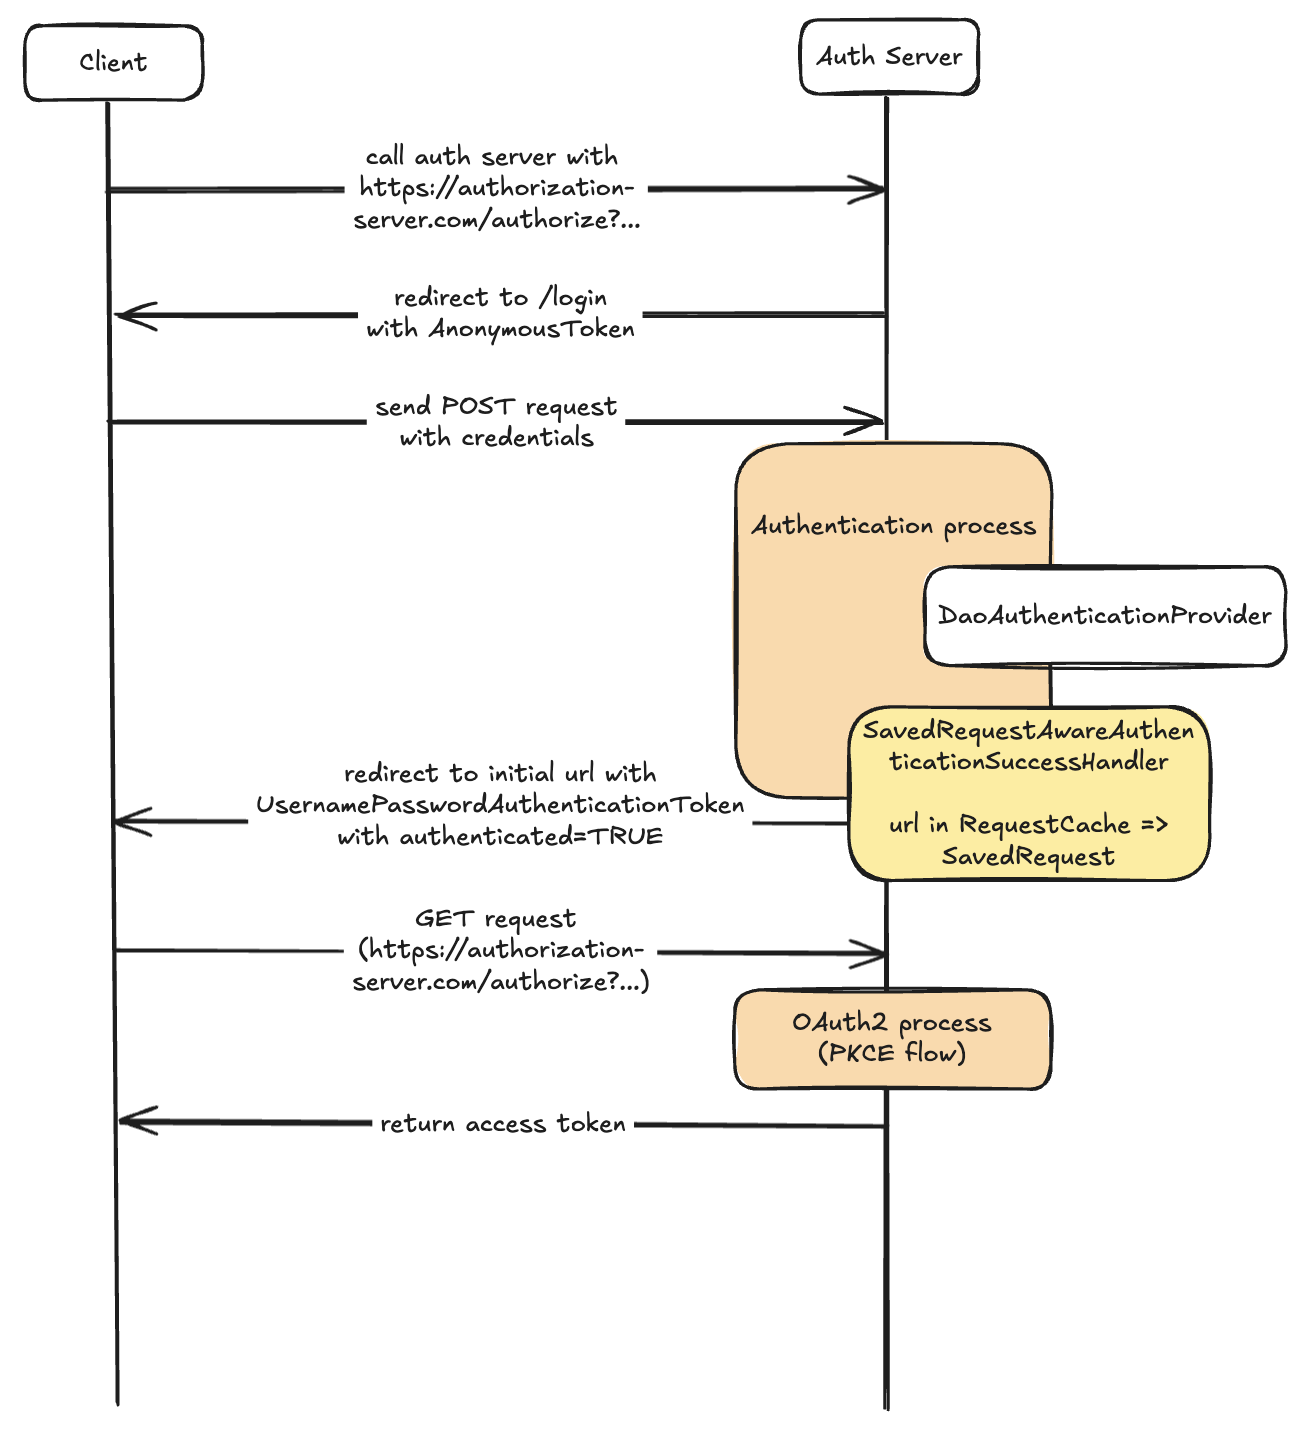 Client
Auth Server
call auth server with
https://authorization-
server.com/authorize?...
redirect to /login
with AnonymousToken
send POST request
with credentials
Authentication process
DaoAuthenticationProvider
SavedRequestAwareAuthen
ticationSuccessHandler
url in RequestCache =>
SavedRequest
redirect to initial url with
UsernamePasswordAuthenticationToken
with authenticated=TRUE
GET request
(https://authorization-
server.com/authorize?...)
OAuth2 process
(PKCE flow)
return access token